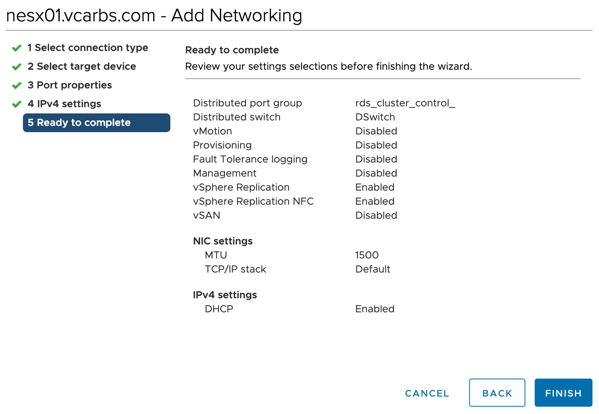 nesx01.vcarbs.com - Add Networking
1 Select connection type
2 Select target device
3 Port properties
4 IPv4 settings
5 Ready to complete
Ready to complete
Review your settings selections before finishing the wizard.
Distributed port group rds_cluster_control_
Distributed switch DSwitch
vMotion Disabled
Provisioning Disabled
Fault Tolerance logging Disabled
Management Disabled
vSphere Replication Enabled
vSphere Replication NFC Enabled
vSAN Disabled
NIC settings
MTU 1500
TCP/IP stack Default
IPv4 settings
DHCP Enabled
CANCEL BACK FINISH